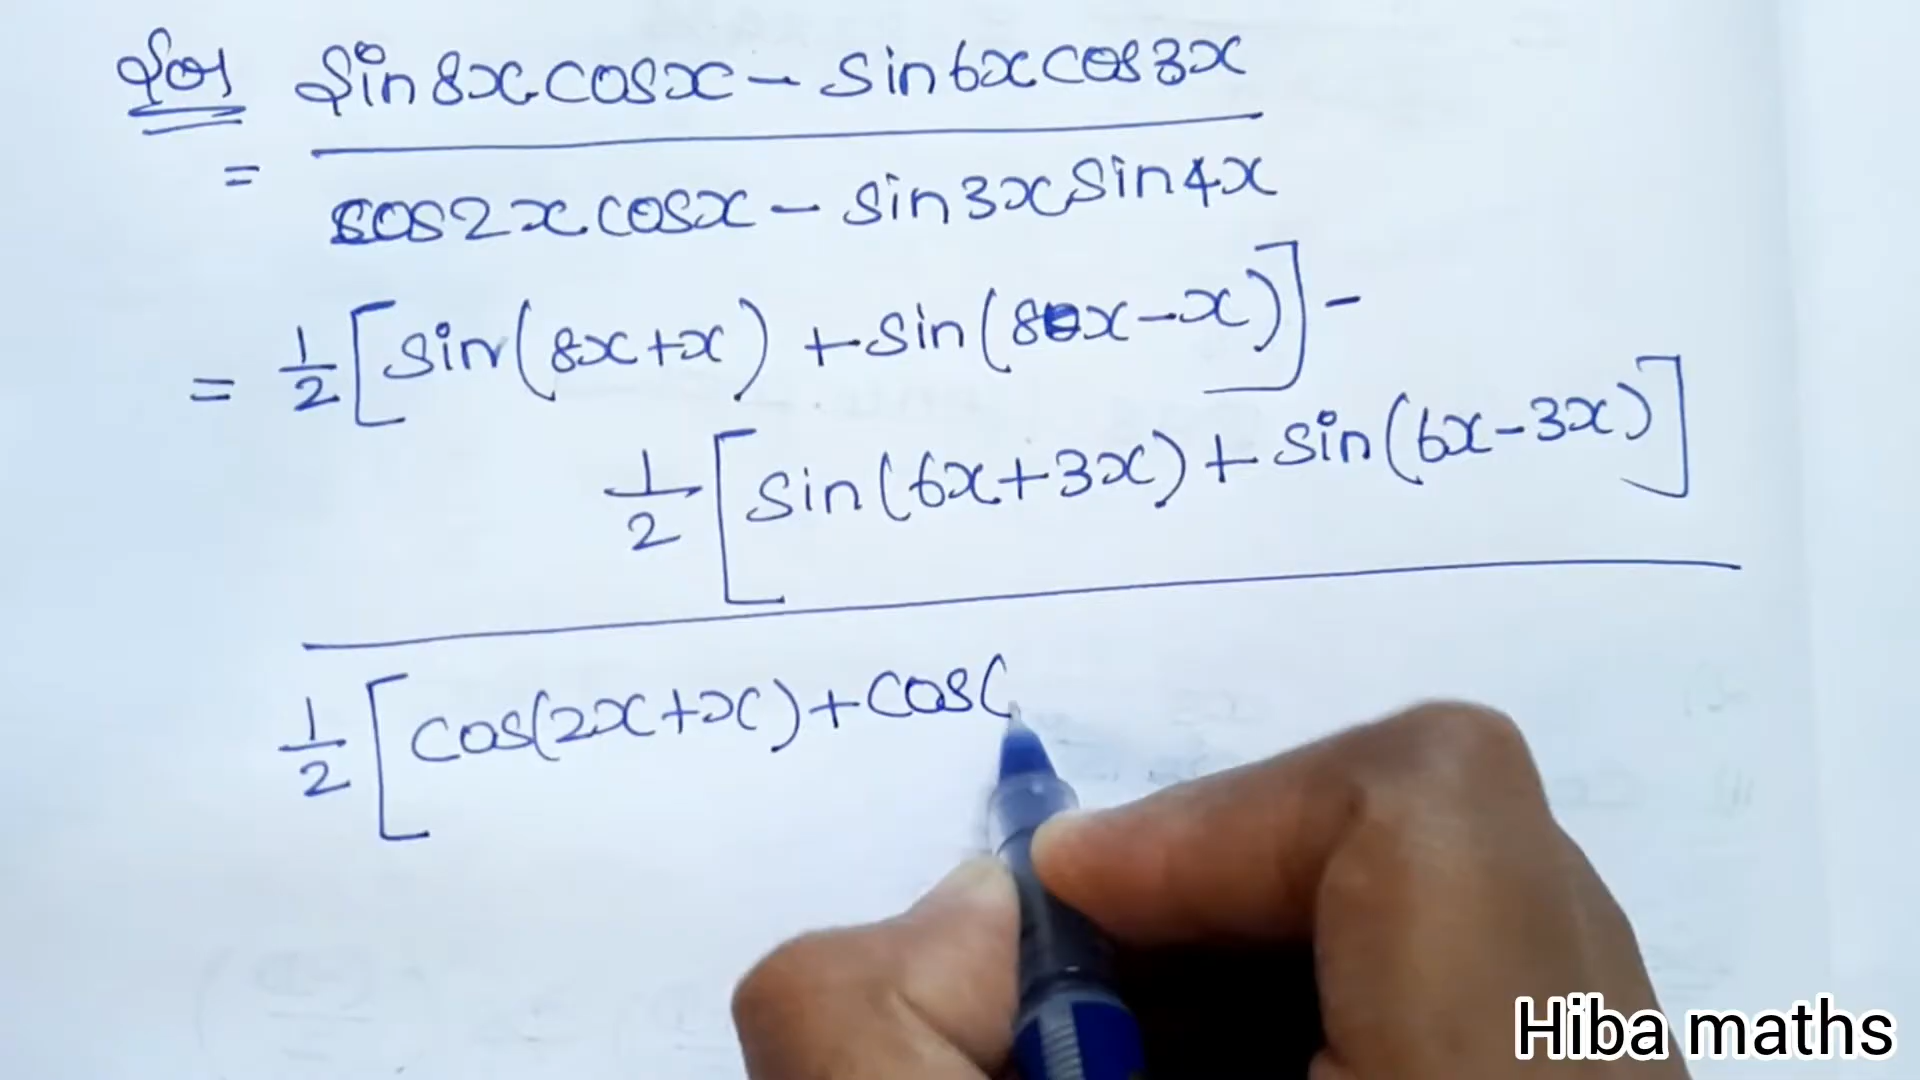 Sol sin8x cosx - sin6x cos3x
=
cos2x cosx - sin3x sin4x
= 1/2 [sin(8x+x) + sin(8x-x)] -
1/2 [sin(6x+3x) + sin(6x-3x)]
1/2 [cos(2x+x) + cos(
Hiba maths